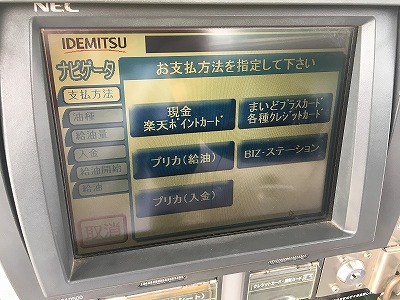 NEC
IDEMITSU
ナビゲータ
お支払方法を指定して下さい
支払方法
油種
給油量
入金
給油開始
給油
取消
現金
楽天ポイントカード
まいどプラスカード
各種クレジットカード
プリカ(給油)
BIZ-ステーション
プリカ(入金)